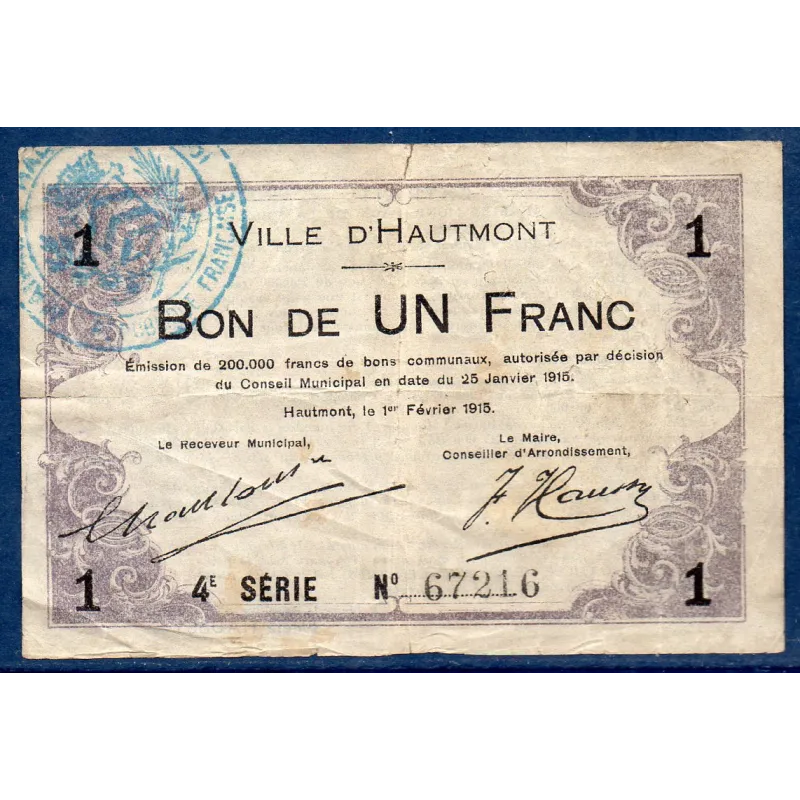 1
1
FRANÇAISE
VILLE D'HAUTMONT
BON DE UN FRANC
Émission de 200.000 francs de bons communaux, autorisée par décision
du Conseil Municipal en date du 25 Janvier 1915.
Hautmont, le 1er Février 1915.
Le Receveur Municipal,
Le Maire,
Conseiller d'Arrondissement,
1
4E SÉRIE No 67216
1